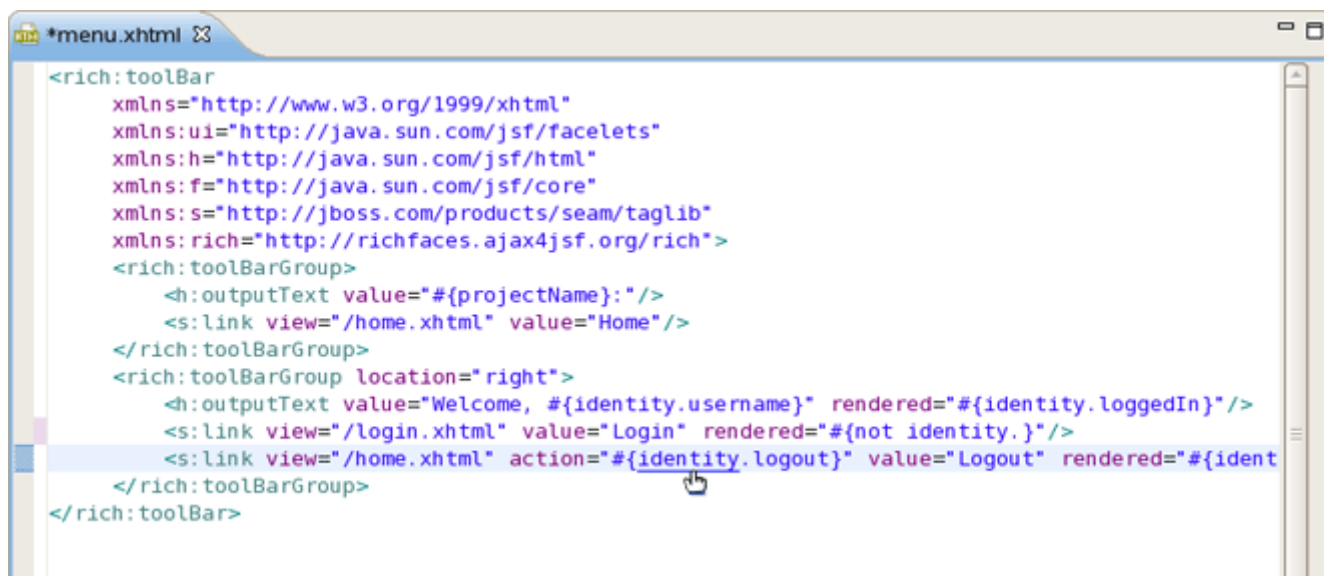 *menu.xhtml
<rich:toolBar
xmlns="http://www.w3.org/1999/xhtml"
xmlns:ui="http://java.sun.com/jsf/facelets"
xmlns:h="http://java.sun.com/jsf/html"
xmlns:f="http://java.sun.com/jsf/core"
xmlns:s="http://jboss.com/products/seam/taglib"
xmlns:rich="http://richfaces.ajax4jsf.org/rich">
<rich:toolBarGroup>
<h:outputText value="#{projectName}:"/>
<s:link view="/home.xhtml" value="Home"/>
</rich:toolBarGroup>
<rich:toolBarGroup location="right">
<h:outputText value="Welcome, #{identity.username}" rendered="#{identity.loggedIn}"/>
<s:link view="/login.xhtml" value="Login" rendered="#{not identity.}"/>
<s:link view="/home.xhtml" action="#{identity.logout}" value="Logout" rendered="#{ident
</rich:toolBarGroup>
</rich:toolBar>